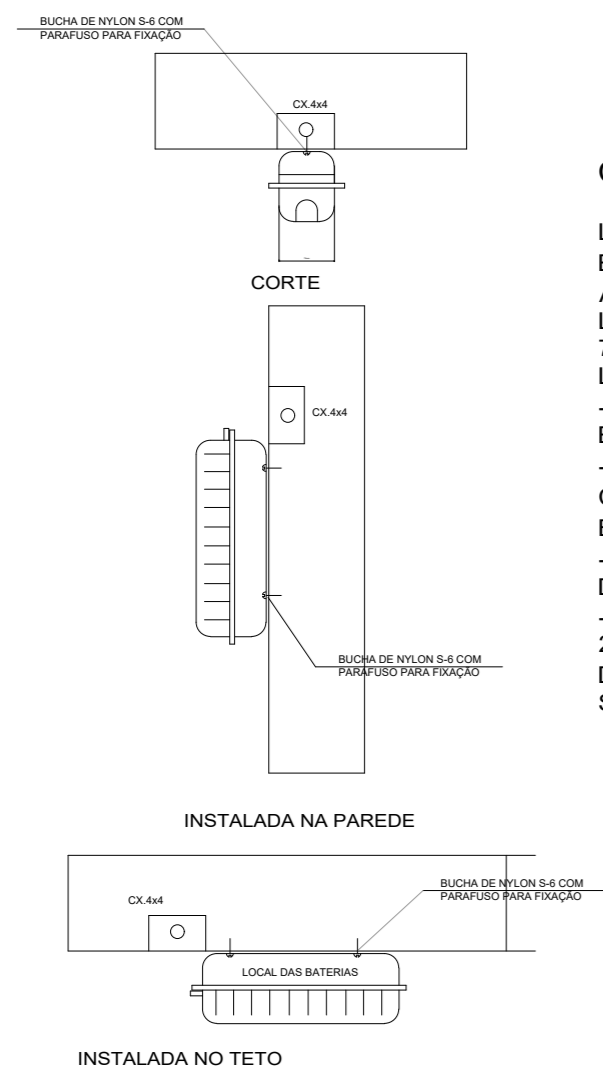 BUCHA DE NYLON S-6 COM
PARAFUSO PARA FIXAÇÃO
CX.4x4
CORTE
CX.4x4
BUCHA DE NYLON S-6 COM
PARAFUSO PARA FIXAÇÃO
INSTALADA NA PAREDE
CX.4x4
BUCHA DE NYLON S-6 COM
PARAFUSO PARA FIXAÇÃO
LOCAL DAS BATERIAS
INSTALADA NO TETO